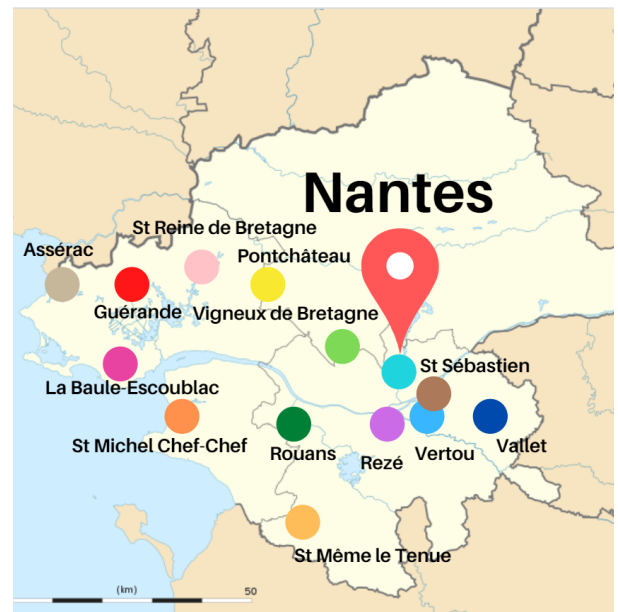 Nantes
St Reine de Bretagne
Assérac
Pontchâteau
Guérande
Vigneux de Bretagne
St Sébastien
La Baule-Escoublac
St Michel Chef-Chef
Rouans
Rezé
Vertou
Vallet
St Même le Tenue
(km)
50